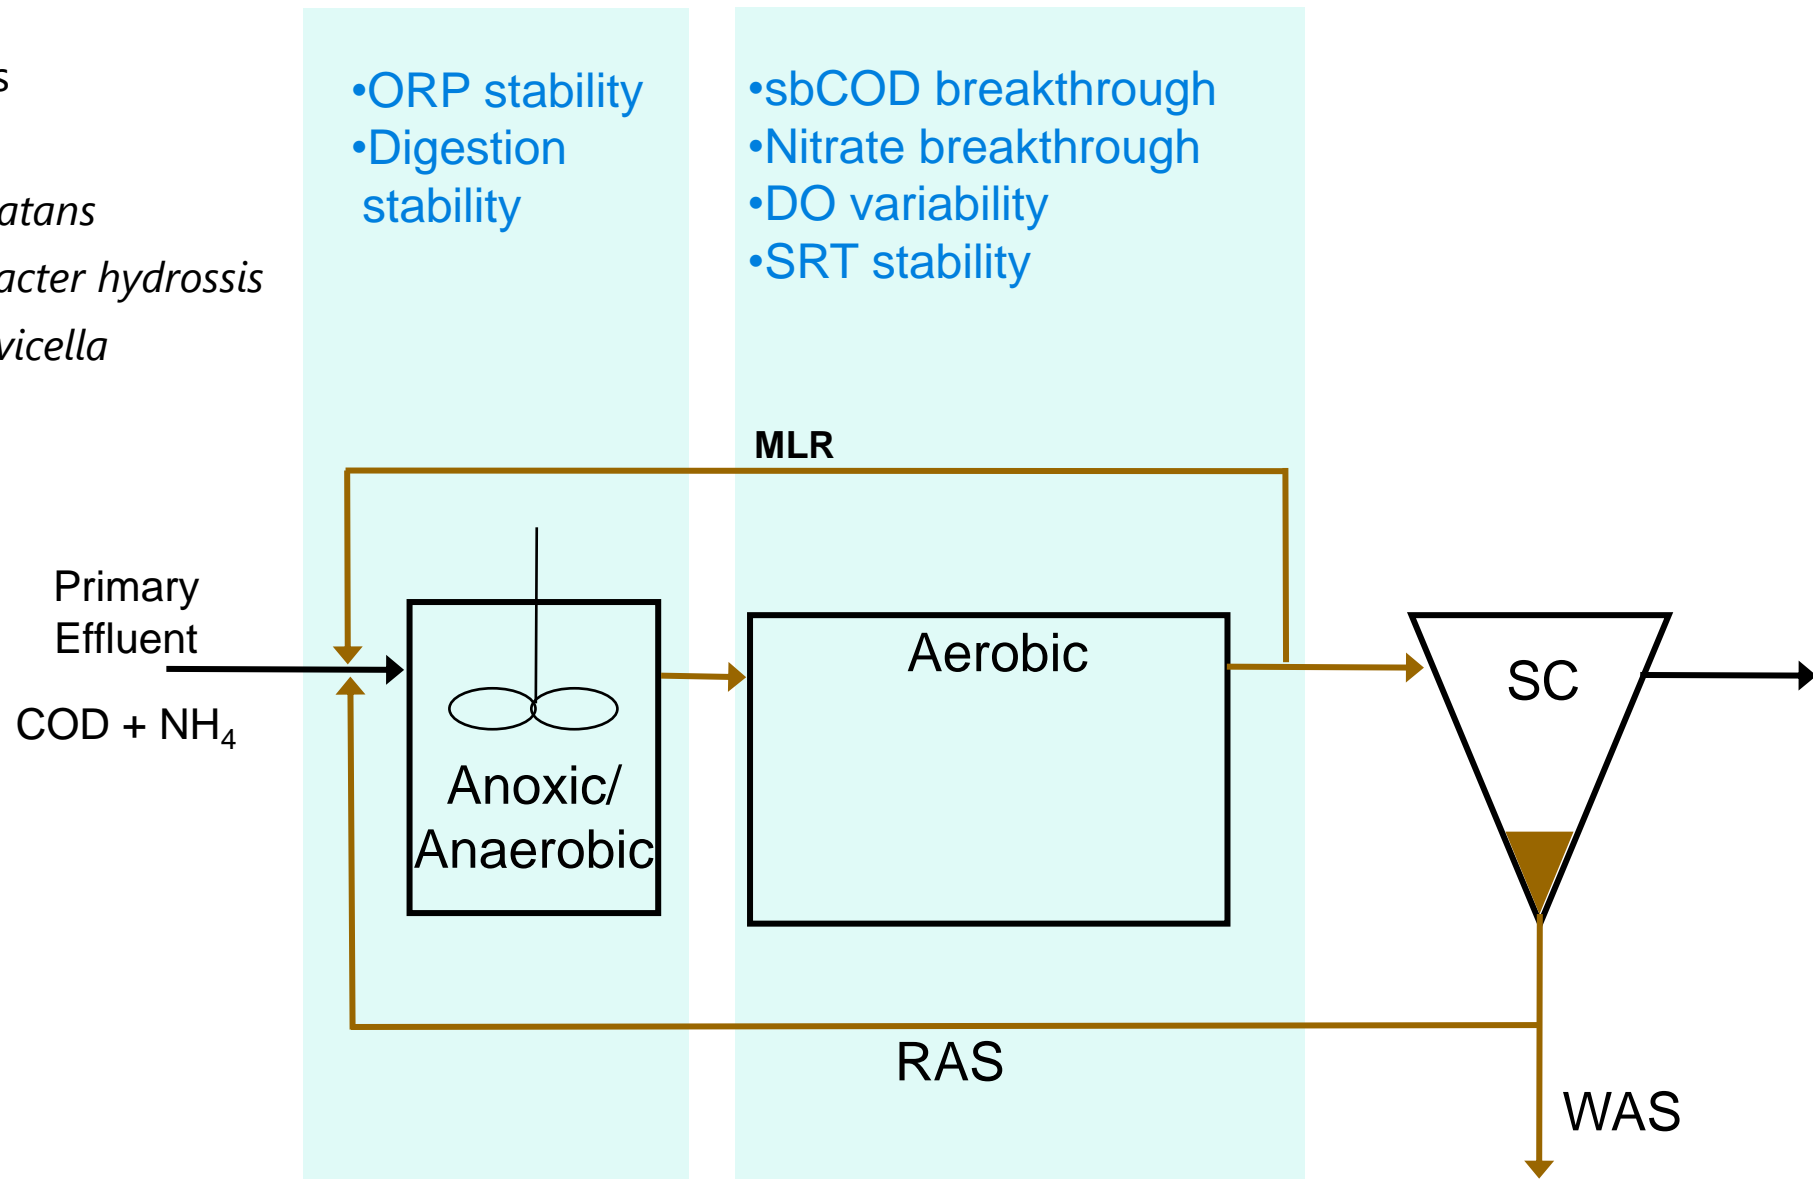 s
atans
acter hydrossis
vicella
•ORP stability
•Digestion
stability
•sbCOD breakthrough
•Nitrate breakthrough
•DO variability
•SRT stability
MLR
Primary
Effluent
COD + NH₄
Anoxic/
Anaerobic
Aerobic
SC
RAS
WAS